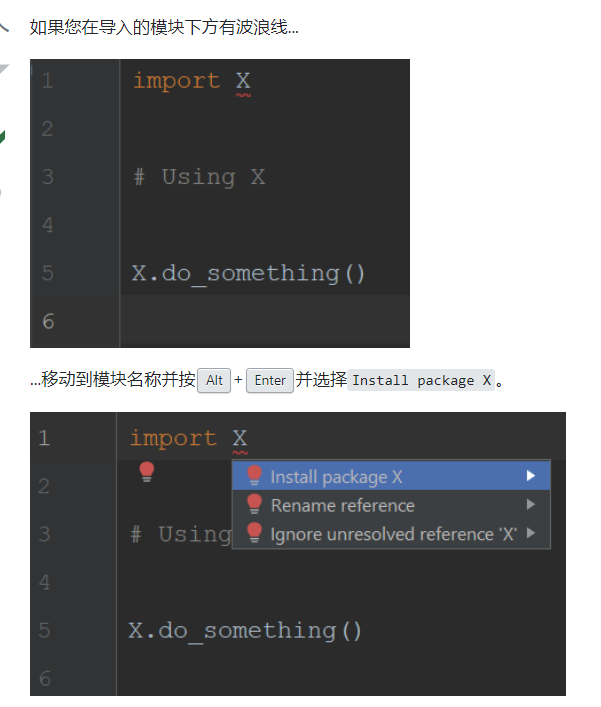 如果您在导入的模块下方有波浪线...
1 import X
2
3 # Using X
4
5 X.do_something()
6
...移动到模块名称并按 Alt + Enter 并选择 Install package X 。
1 import X
Install package X
2
Rename reference
3 # Using
Ignore unresolved reference 'X'
4
5 X.do_something()
6